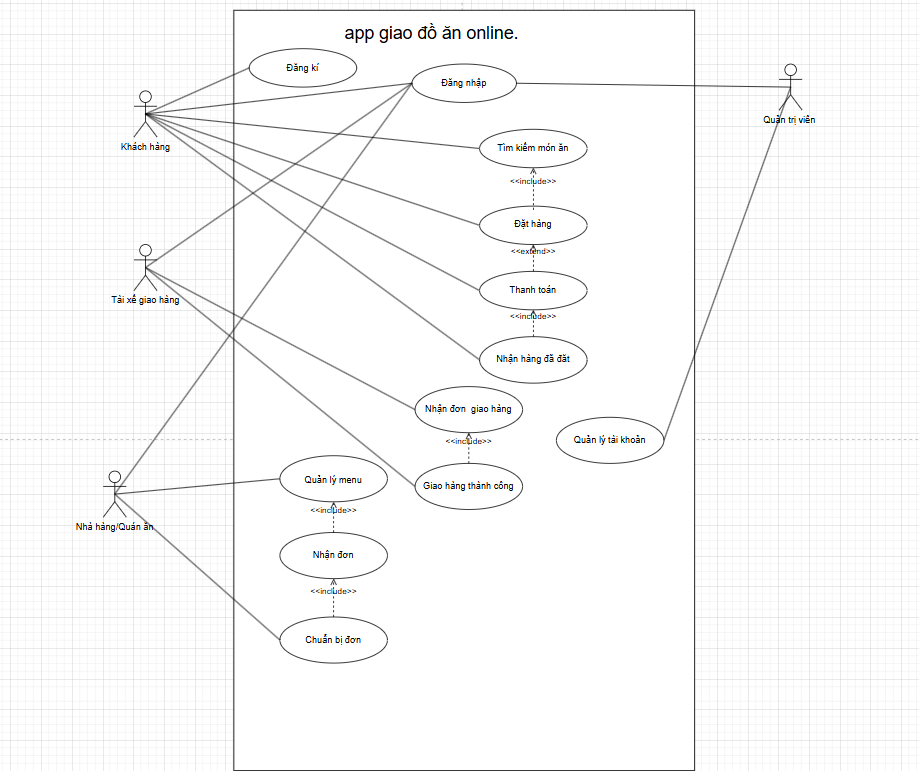 app giao đồ ăn online.
Đăng kí
Đăng nhập
Quản trị viên
Khách hàng
Tìm kiếm món ăn
<<include>>
Đặt hàng
<<extend>>
Tài xế giao hàng
Thanh toán
<<include>>
Nhận hàng đã đặt
Nhận đơn giao hàng
<<include>>
Quản lý tài khoản
Quản lý menu
Giao hàng thành công
<<include>>
Nhà hàng/Quán ăn
Nhận đơn
<<include>>
Chuẩn bị đơn